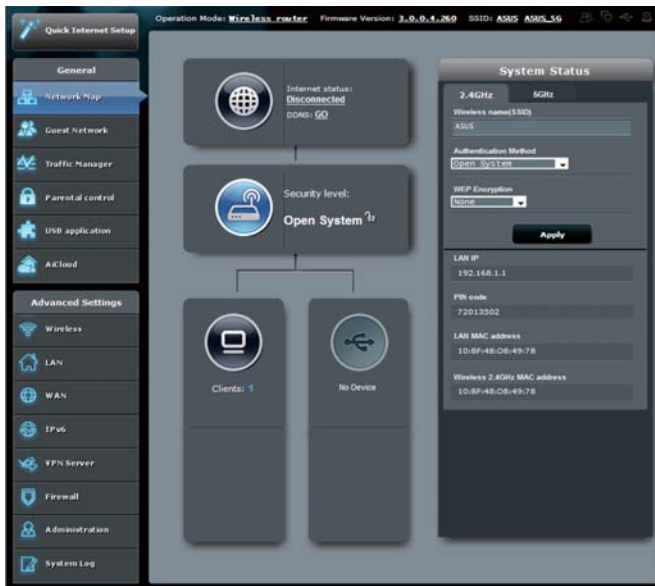 Quick Internet Setup
Operation Mode: Wireless router Firmware Version: 3.0.0.4.260 SSID: ASUS ASUS_5G
General
Network Map
Guest Network
Traffic Manager
Parental control
USB application
AiCloud
Advanced Settings
Wireless
LAN
WAN
IPv6
VPN Server
Firewall
Administration
System Log
Internet status:
Disconnected
DDNS: GO
Security level:
Open System
Clients: 1
No Device
System Status
2.4GHz 5GHz
Wireless name(SSID)
ASUS
Authentication Method
Open System
WEP Encryption
None
Apply
LAN IP
192.168.1.1
PIN code
72013502
LAN MAC address
10:BF:48:D8:49:78
Wireless 2.4GHz MAC address
10:BF:48:D8:49:78